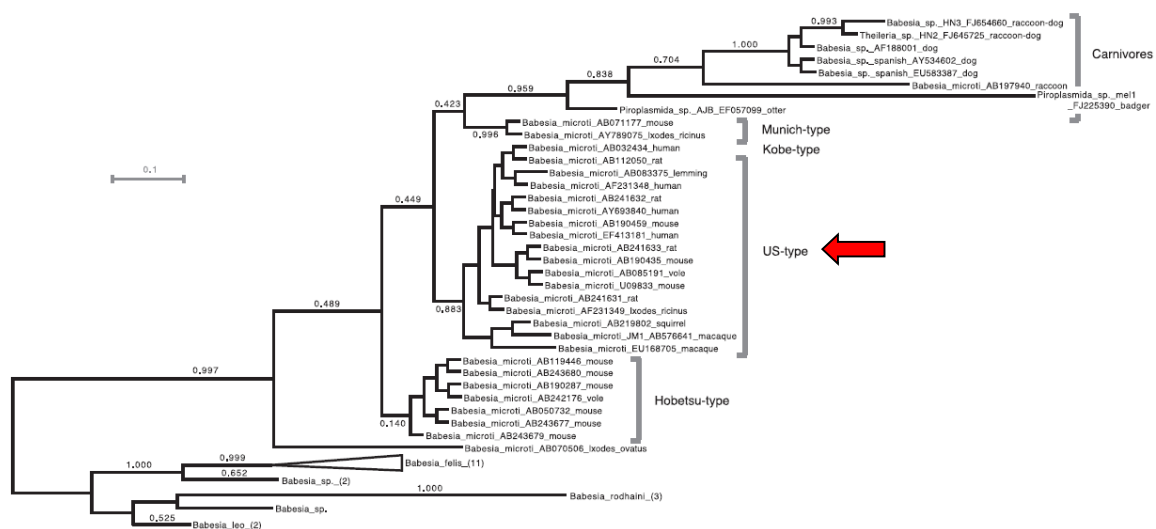 0.993
Babesia_sp._HN3_FJ654660_raccoon-dog
Theileria_sp._HN2_FJ645725_raccoon-dog
1.000
Babesia_sp._AF188001_dog
Babesia_sp._spanish_AY534602_dog
Babesia_sp._spanish_EU583387_dog
Carnivores
0.704
0.838
Babesia_microti_AB197940_raccoon
0.959
Piroplasmida_sp._mel1
_FJ225390_badger
0.423
Piroplasmida_sp._AJB_EF057099_otter
Babesia_microti_AB071177_mouse
0.996
Babesia_microti_AY789075_Ixodes_ricinus
Munich-type
Babesia_microti_AB032434_human
Kobe-type
Babesia_microti_AB112050_rat
0.1
Babesia_microti_AB083375_lemming
Babesia_microti_AF231348_human
Babesia_microti_AB241632_rat
0.449
Babesia_microti_AY693840_human
Babesia_microti_AB190459_mouse
Babesia_microti_EF413181_human
Babesia_microti_AB241633_rat
US-type
Babesia_microti_AB190435_mouse
Babesia_microti_AB085191_vole
Babesia_microti_U09833_mouse
Babesia_microti_AB241631_rat
0.489
0.883
Babesia_microti_AF231349_Ixodes_ricinus
Babesia_microti_AB219802_squirrel
Babesia_microti_JM1_AB576641_macaque
Babesia_microti_EU168705_macaque
Babesia_microti_AB119446_mouse
0.997
Babesia_microti_AB243680_mouse
Babesia_microti_AB190287_mouse
Babesia_microti_AB242176_vole
Hobetsu-type
Babesia_microti_AB050732_mouse
0.140
Babesia_microti_AB243677_mouse
Babesia_microti_AB243679_mouse
Babesia_microti_AB070506_Ixodes_ovatus
0.999
Babesia_felis_(11)
1.000
0.652
Babesia_sp._(2)
1.000
Babesia_rodhaini_(3)
Babesia_sp.
0.525
Babesia_leo_(2)